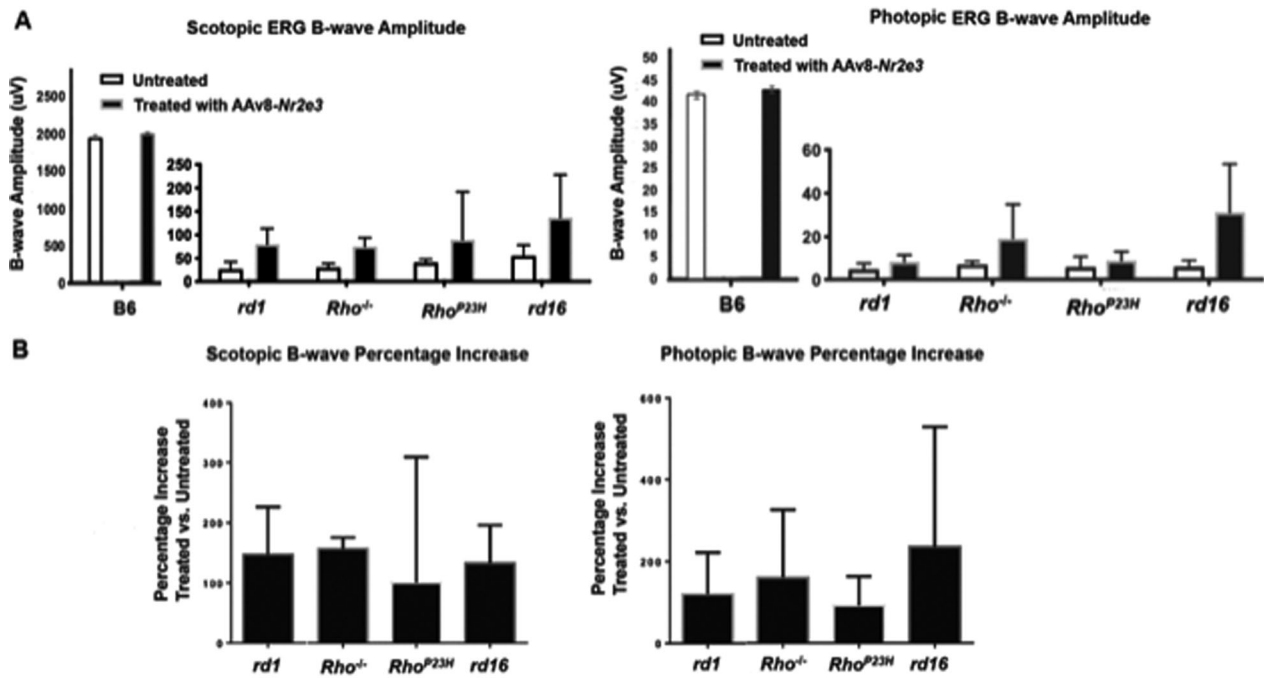 A
Scotopic ERG B-wave Amplitude
B-wave Amplitude (uV)
Untreated
Treated with AAv8-Nr2e3
2500
2000
1500
1000
500
0
B6
250
200
150
100
50
0
rd1
Rho-/-
RhoP23H
rd16
Photopic ERG B-wave Amplitude
B-wave Amplitude (uV)
Untreated
Treated with AAv8-Nr2e3
50
45
40
35
30
25
20
15
10
5
0
B6
60
40
20
0
rd1
Rho-/-
RhoP23H
rd16
B
Scotopic B-wave Percentage Increase
Percentage Increase
Treated vs. Untreated
400
300
200
100
0
rd1
Rho-/-
RhoP23H
rd16
Photopic B-wave Percentage Increase
Percentage Increase
Treated vs. Untreated
600
400
200
0
rd1
Rho-/-
RhoP23H
rd16